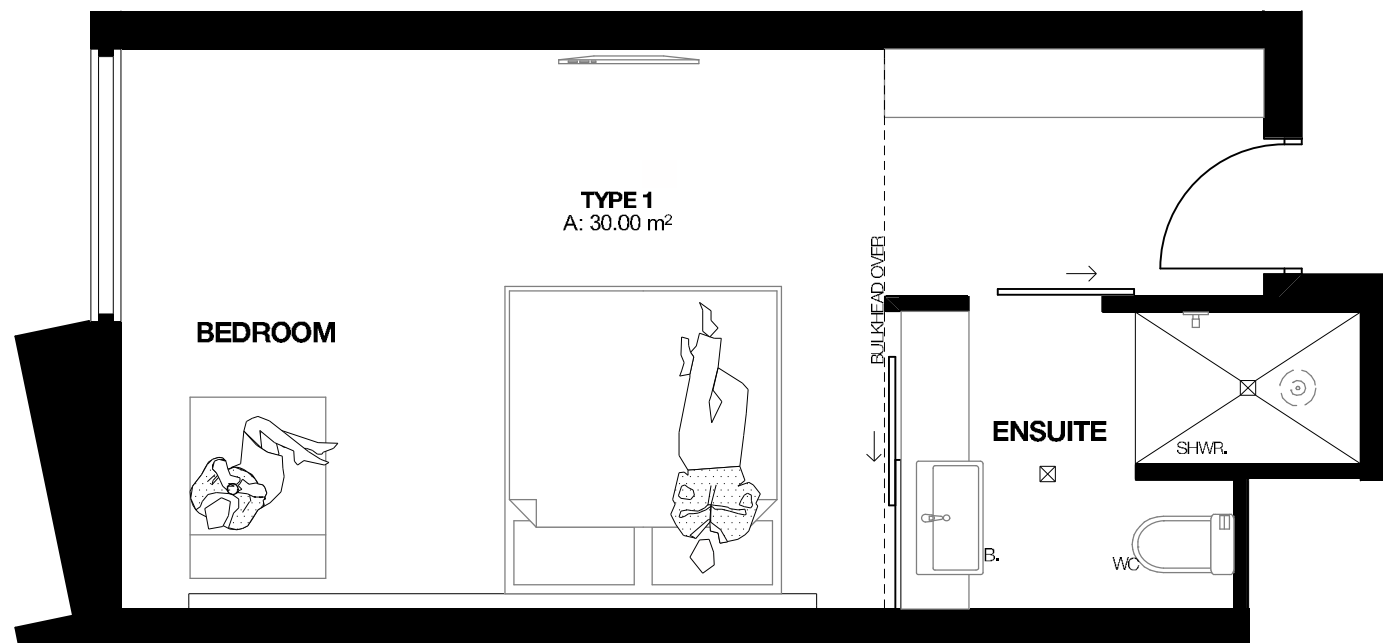 TYPE 1
A: 30.00 m²
BULKHEAD OVER
BEDROOM
ENSUITE
SHWR.
B.
WC